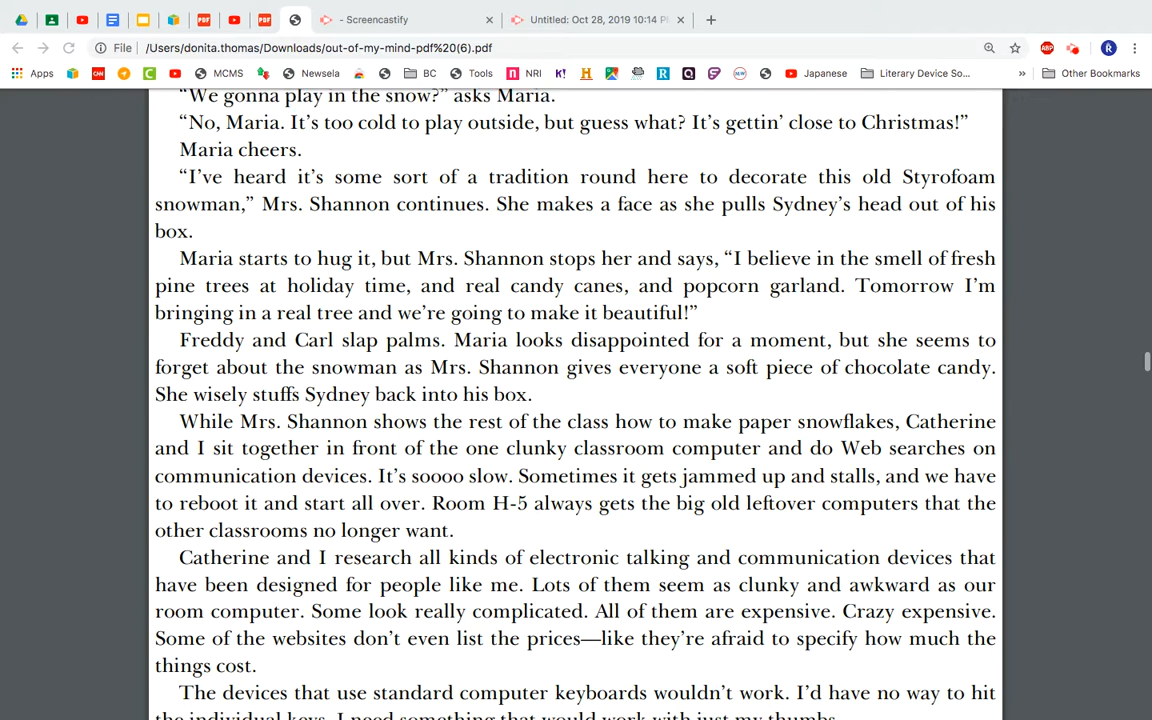 - Screencastify
Untitled: Oct 28, 2019 10:14 P
File /Users/donita.thomas/Downloads/out-of-my-mind-pdf%20(6).pdf
ABP
R
Apps
CNN
MCMS
Newsela
BC
Tools
NRI
K!
H
Japanese
Literary Device So...
»
Other Bookmarks
“We gonna play in the snow?” asks Maria.
“No, Maria. It’s too cold to play outside, but guess what? It’s gettin’ close to Christmas!”
Maria cheers.
“I’ve heard it’s some sort of a tradition round here to decorate this old Styrofoam
snowman,” Mrs. Shannon continues. She makes a face as she pulls Sydney’s head out of his
box.
Maria starts to hug it, but Mrs. Shannon stops her and says, “I believe in the smell of fresh
pine trees at holiday time, and real candy canes, and popcorn garland. Tomorrow I’m
bringing in a real tree and we’re going to make it beautiful!”
Freddy and Carl slap palms. Maria looks disappointed for a moment, but she seems to
forget about the snowman as Mrs. Shannon gives everyone a soft piece of chocolate candy.
She wisely stuffs Sydney back into his box.
While Mrs. Shannon shows the rest of the class how to make paper snowflakes, Catherine
and I sit together in front of the one clunky classroom computer and do Web searches on
communication devices. It’s soooo slow. Sometimes it gets jammed up and stalls, and we have
to reboot it and start all over. Room H-5 always gets the big old leftover computers that the
other classrooms no longer want.
Catherine and I research all kinds of electronic talking and communication devices that
have been designed for people like me. Lots of them seem as clunky and awkward as our
room computer. Some look really complicated. All of them are expensive. Crazy expensive.
Some of the websites don’t even list the prices—like they’re afraid to specify how much the
things cost.
The devices that use standard computer keyboards wouldn’t work. I’d have no way to hit
the individual keys. I need something that would work with just my thumbs.